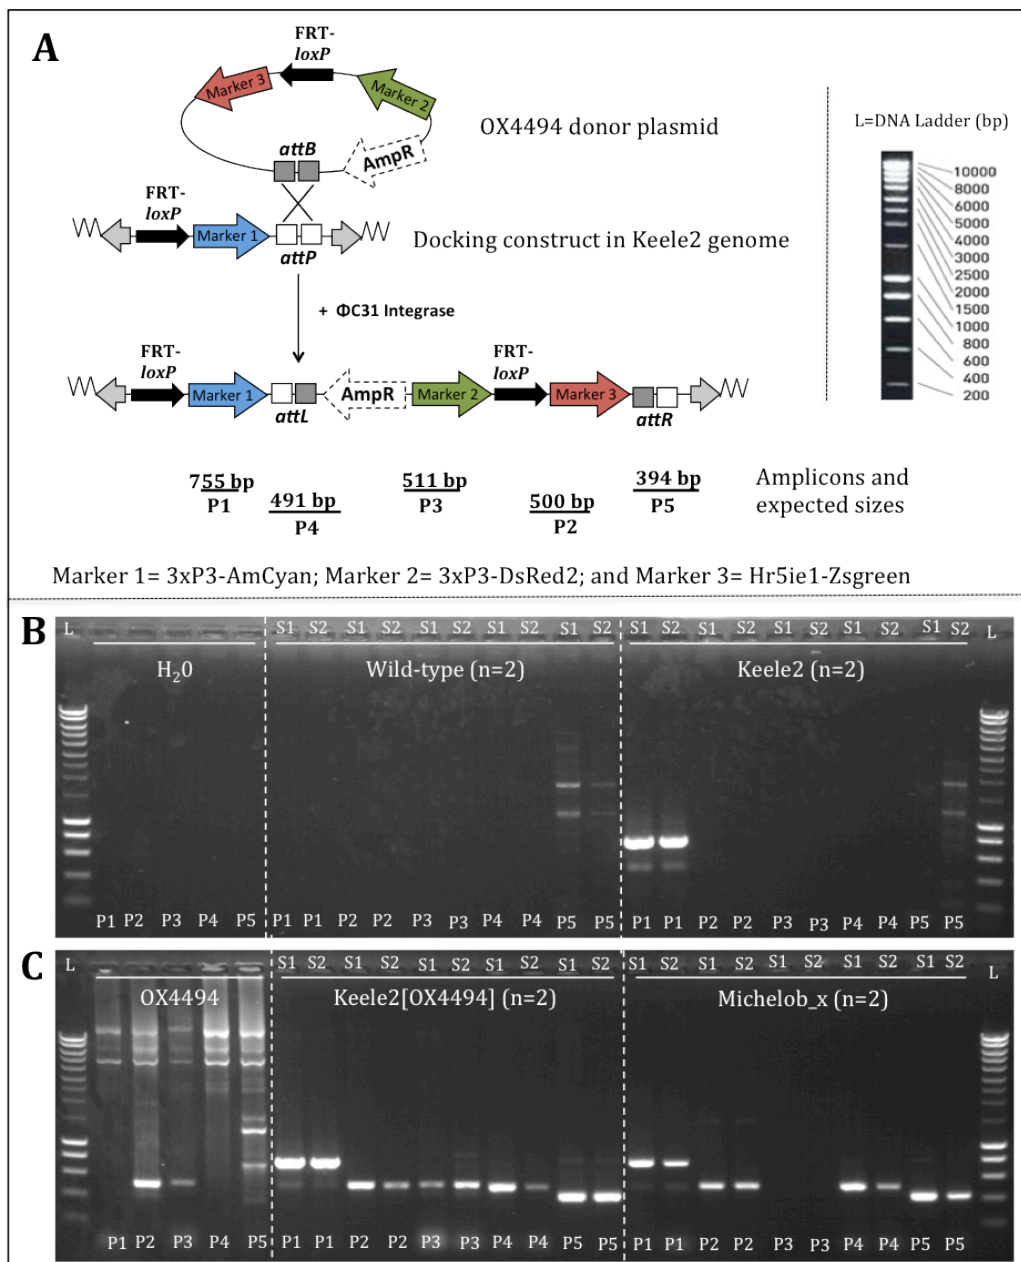 A
FRT-
loxP
Marker 3
Marker 2
OX4494 donor plasmid
attB
AmpR
FRT-
loxP
Marker 1
attP
Docking construct in Keele2 genome
+ ΦC31 Integrase
FRT-
loxP
FRT-
loxP
Marker 1
AmpR
Marker 2
Marker 3
attL
attR
L=DNA Ladder (bp)
10000
8000
6000
5000
4000
3000
2500
2000
1500
1000
800
600
400
200
755 bp
P1
491 bp
P4
511 bp
P3
500 bp
P2
394 bp
P5
Amplicons and
expected sizes
Marker 1= 3xP3-AmCyan; Marker 2= 3xP3-DsRed2; and Marker 3= Hr5ie1-Zsgreen
B
L S1 S2 S1 S2 S1 S2 S1 S2 S1 S2 S1 S2 S1 S2 S1 S2 S1 S2 S1 S2 L
H20 Wild-type (n=2) Keele2 (n=2)
P1 P2 P3 P4 P5 P1 P1 P2 P2 P3 P3 P4 P4 P5 P5 P1 P1 P2 P2 P3 P3 P4 P4 P5 P5
C
L S1 S2 S1 S2 S1 S2 S1 S2 S1 S2 S1 S2 S1 S2 S1 S2 S1 S2 S1 S2 L
OX4494 Keele2[OX4494] (n=2) Michelob_x (n=2)
P1 P2 P3 P4 P5 P1 P1 P2 P2 P3 P3 P4 P4 P5 P5 P1 P1 P2 P2 P3 P3 P4 P4 P5 P5